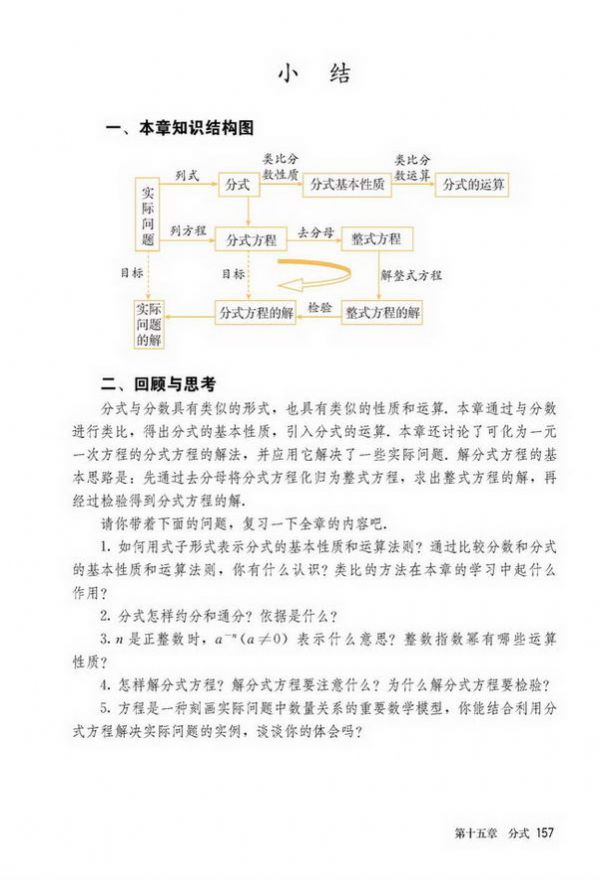 小 结
一、本章知识结构图
类比分 类比分
列式 数性质 数运算
实际问题 分式 分式基本性质 分式的运算
列方程 分式方程 去分母 整式方程
目标 目标 解整式方程
实际 分式方程的解 检验 整式方程的解
问题
的解
二、回顾与思考
分式与分数具有类似的形式，也具有类似的性质和运算．本章通过与分数
进行类比，得出分式的基本性质，引入分式的运算．本章还讨论了可化为一元
一次方程的分式方程的解法，并应用它解决了一些实际问题．解分式方程的基
本思路是：先通过去分母将分式方程化归为整式方程，求出整式方程的解，再
经过检验得到分式方程的解．
请你带着下面的问题，复习一下全章的内容吧．
1. 如何用式子形式表示分式的基本性质和运算法则？通过比较分数和分式
的基本性质和运算法则，你有什么认识？类比的方法在本章的学习中起什么
作用？
2. 分式怎样约分和通分？依据是什么？
3. n 是正整数时，a⁻ⁿ(a≠0) 表示什么意思？整数指数幂有哪些运算
性质？
4. 怎样解分式方程？解分式方程要注意什么？为什么解分式方程要检验？
5. 方程是一种刻画实际问题中数量关系的重要数学模型，你能结合利用分
式方程解决实际问题的实例，谈谈你的体会吗？
第十五章 分式 157